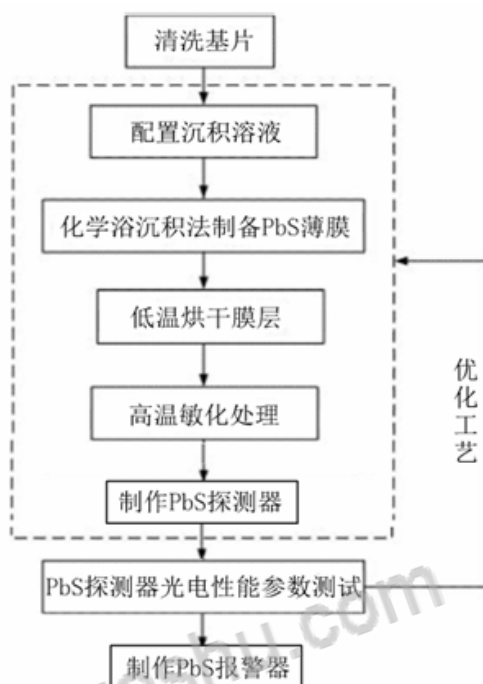 清洗基片
配置沉积溶液
化学浴沉积法制备PbS薄膜
低温烘干膜层
高温敏化处理
制作PbS探测器
优化工艺
PbS探测器光电性能参数测试
制作PbS报警器